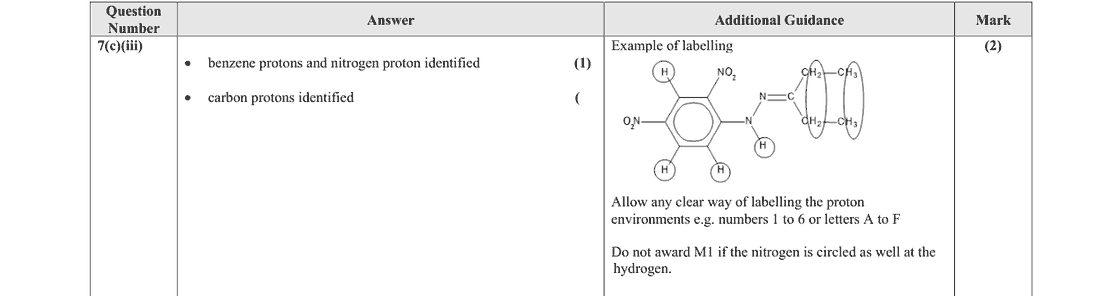 Question
Number
Answer
Additional Guidance
Mark
7(c)(iii)
• benzene protons and nitrogen proton identified (1)
• carbon protons identified (
Example of labelling
H NO2 CH2 CH3
N C
O2N N CH2 CH3
H
H H
Allow any clear way of labelling the proton
environments e.g. numbers 1 to 6 or letters A to F
Do not award M1 if the nitrogen is circled as well at the
hydrogen.
(2)